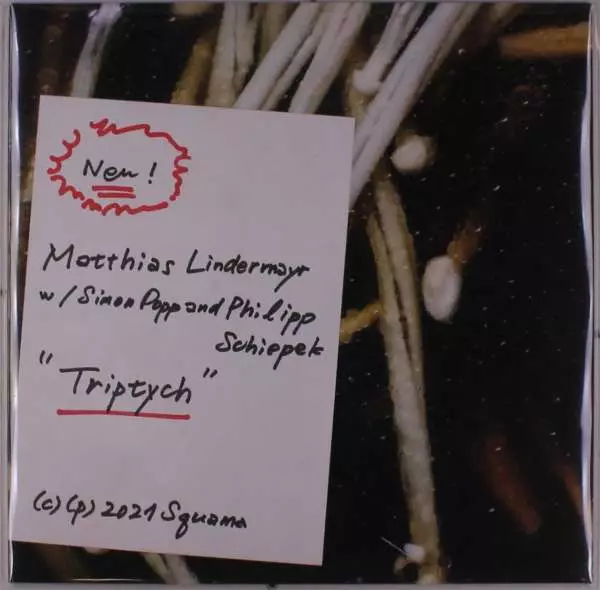 Neu!
Matthias Lindermayr
w/Simon Popp and Philipp
Schiepek
"Triptych"
(c)(p) 2021 Squama